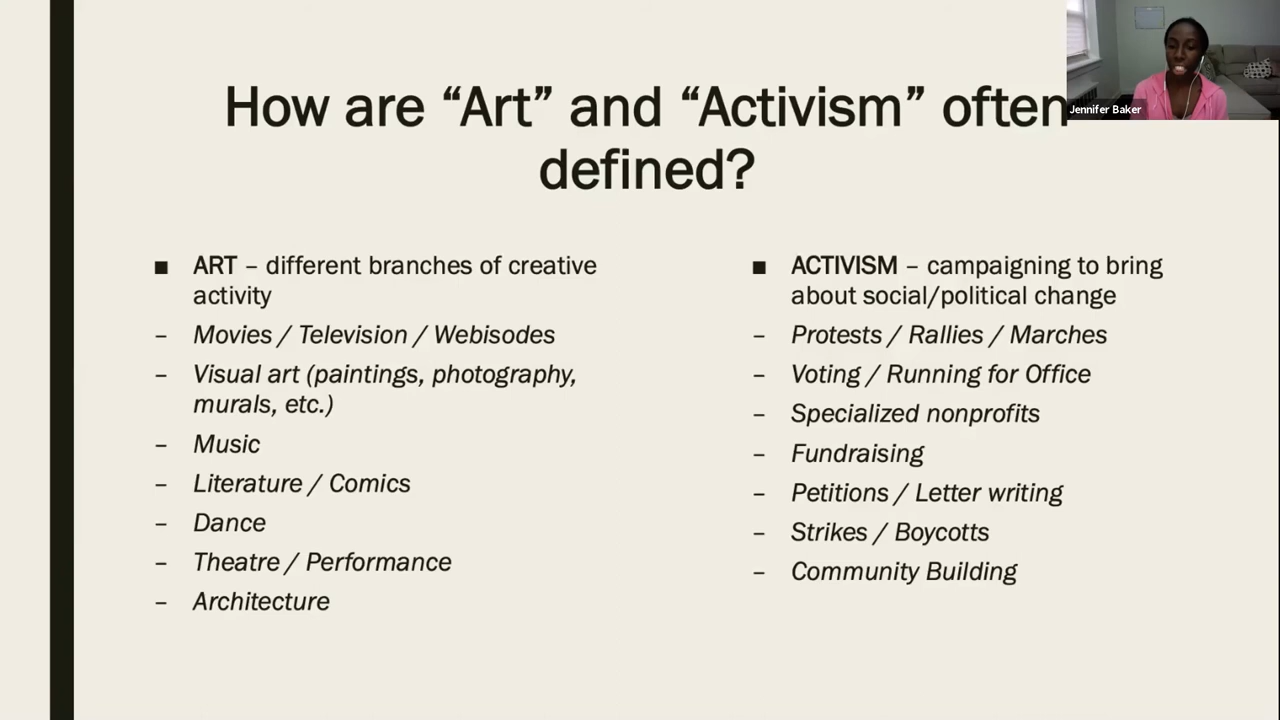 How are “Art” and “Activism” often
defined?
Jennifer Baker
■ ART – different branches of creative
activity
– Movies / Television / Webisodes
– Visual art (paintings, photography,
murals, etc.)
– Music
– Literature / Comics
– Dance
– Theatre / Performance
– Architecture
■ ACTIVISM – campaigning to bring
about social/political change
– Protests / Rallies / Marches
– Voting / Running for Office
– Specialized nonprofits
– Fundraising
– Petitions / Letter writing
– Strikes / Boycotts
– Community Building